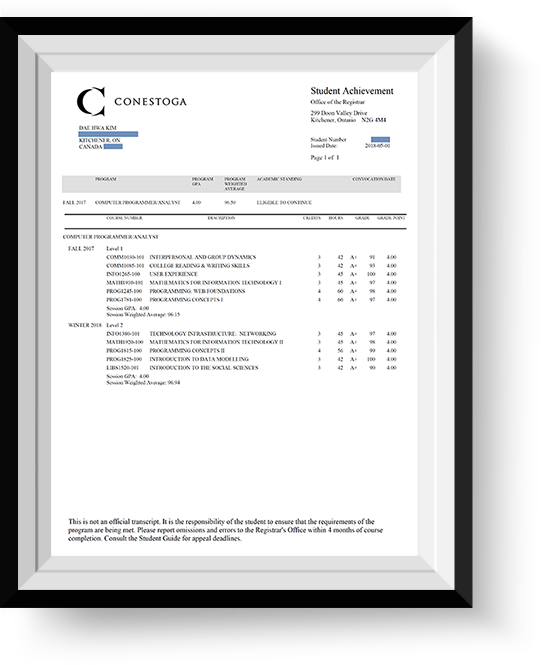 CONESTOGA
Student Achievement
Office of the Registrar
299 Doon Valley Drive
Kitchener, Ontario N2G 4M4
DAE HWA KIM
KITCHENER, ON
CANADA
Student Number
Issued Date: 2018-05-01
Page 1 of 1
PROGRAM PROGRAM GPA PROGRAM WEIGHTED AVERAGE ACADEMIC STANDING CONVOCATION DATE
FALL 2017 COMPUTER PROGRAMMER/ANALYST 4.00 96.50 ELIGIBLE TO CONTINUE
COURSE NUMBER DESCRIPTION CREDITS HOURS GRADE GRADE POINT
COMPUTER PROGRAMMER/ANALYST
FALL 2017 Level 1
COMM1030-101 INTERPERSONAL AND GROUP DYNAMICS 3 42 A+ 91 4.00
COMM1085-101 COLLEGE READING & WRITING SKILLS 3 42 A+ 93 4.00
INFO1265-100 USER EXPERIENCE 3 45 A+ 100 4.00
MATH1910-101 MATHEMATICS FOR INFORMATION TECHNOLOGY I 3 45 A+ 97 4.00
PROG1245-100 PROGRAMMING: WEB FOUNDATIONS 4 60 A+ 98 4.00
PROG1781-100 PROGRAMMING CONCEPTS I 4 60 A+ 97 4.00
Session GPA: 4.00
Session Weighted Average: 96.15
WINTER 2018 Level 2
INFO1380-101 TECHNOLOGY INFRASTRUCTURE: NETWORKING 3 45 A+ 97 4.00
MATH1920-100 MATHEMATICS FOR INFORMATION TECHNOLOGY II 3 45 A+ 98 4.00
PROG1815-100 PROGRAMMING CONCEPTS II 4 56 A+ 99 4.00
PROG1825-100 INTRODUCTION TO DATA MODELLING 3 42 A+ 100 4.00
LIBS1520-101 INTRODUCTION TO THE SOCIAL SCIENCES 3 42 A+ 90 4.00
Session GPA: 4.00
Session Weighted Average: 96.94
This is not an official transcript. It is the responsibility of the student to ensure that the requirements of the
program are being met. Please report omissions and errors to the Registrar's Office within 4 months of course
completion. Consult the Student Guide for appeal deadlines.